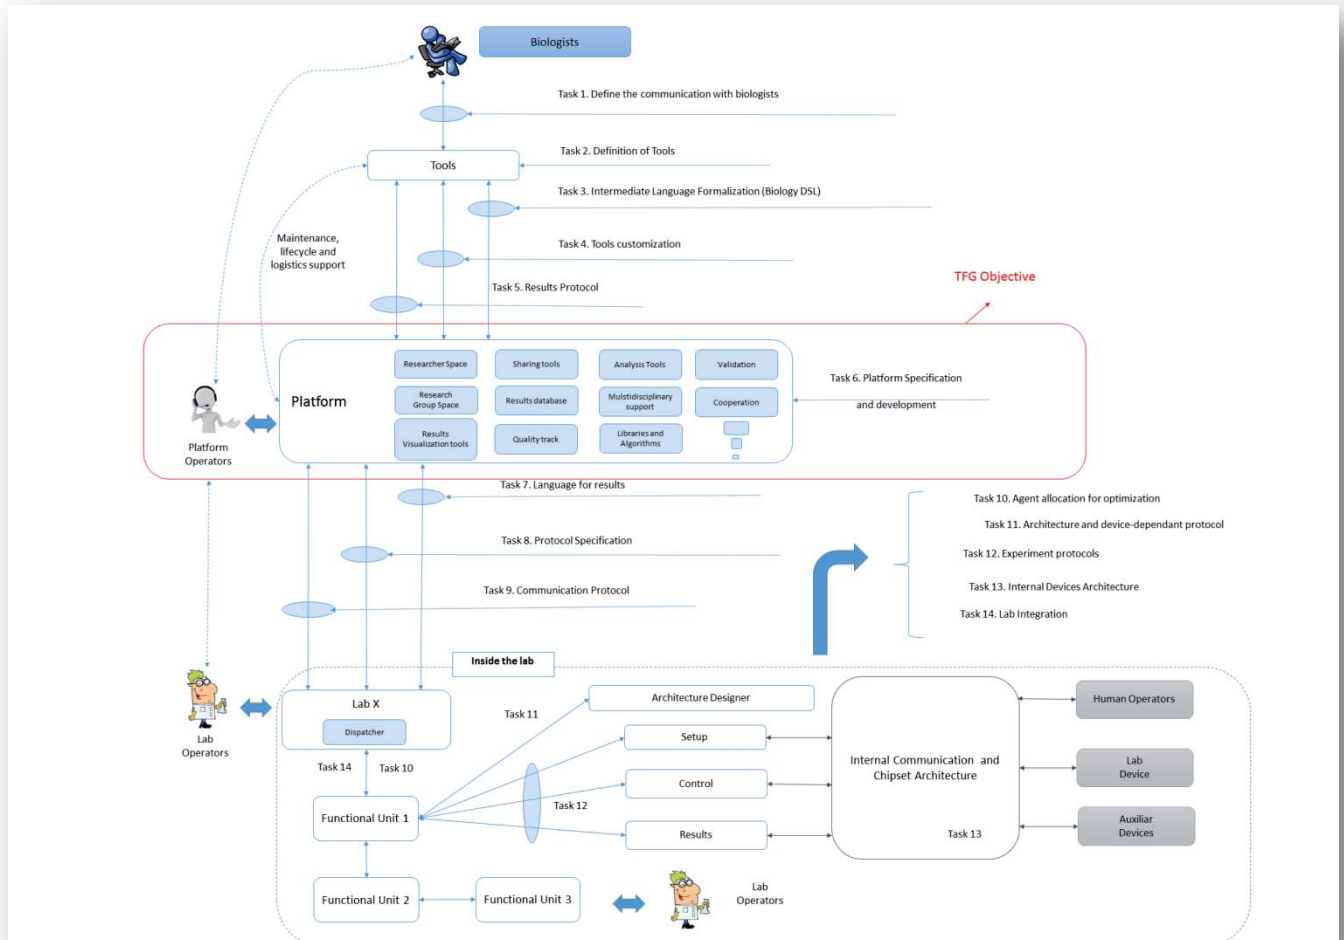 Biologists
Task 1. Define the communication with biologists
Task 2. Definition of Tools
Tools
Task 3. Intermediate Language Formalization (Biology DSL)
Maintenance,
lifecycle and
logistics support
Task 4. Tools customization
TFG Objective
Task 5. Results Protocol
Platform
Researcher Space
Sharing tools
Analysis Tools
Validation
Research
Group Space
Results database
Multstidisciplinary
support
Cooperation
Results
Visualization tools
Quality track
Libraries and
Algorithms
Task 6. Platform Specification
and development
Platform
Operators
Task 7. Language for results
Task 8. Protocol Specification
Task 9. Communication Protocol
Task 10. Agent allocation for optimization
Task 11. Architecture and device-dependant protocol
Task 12. Experiment protocols
Task 13. Internal Devices Architecture
Task 14. Lab Integration
Inside the lab
Lab
Operators
Lab X
Dispatcher
Task 11
Architecture Designer
Setup
Control
Results
Task 14
Task 10
Task 12
Functional Unit 1
Internal Communication and
Chipset Architecture
Task 13
Human Operators
Lab
Device
Auxiliar
Devices
Functional Unit 2
Functional Unit 3
Lab
Operators